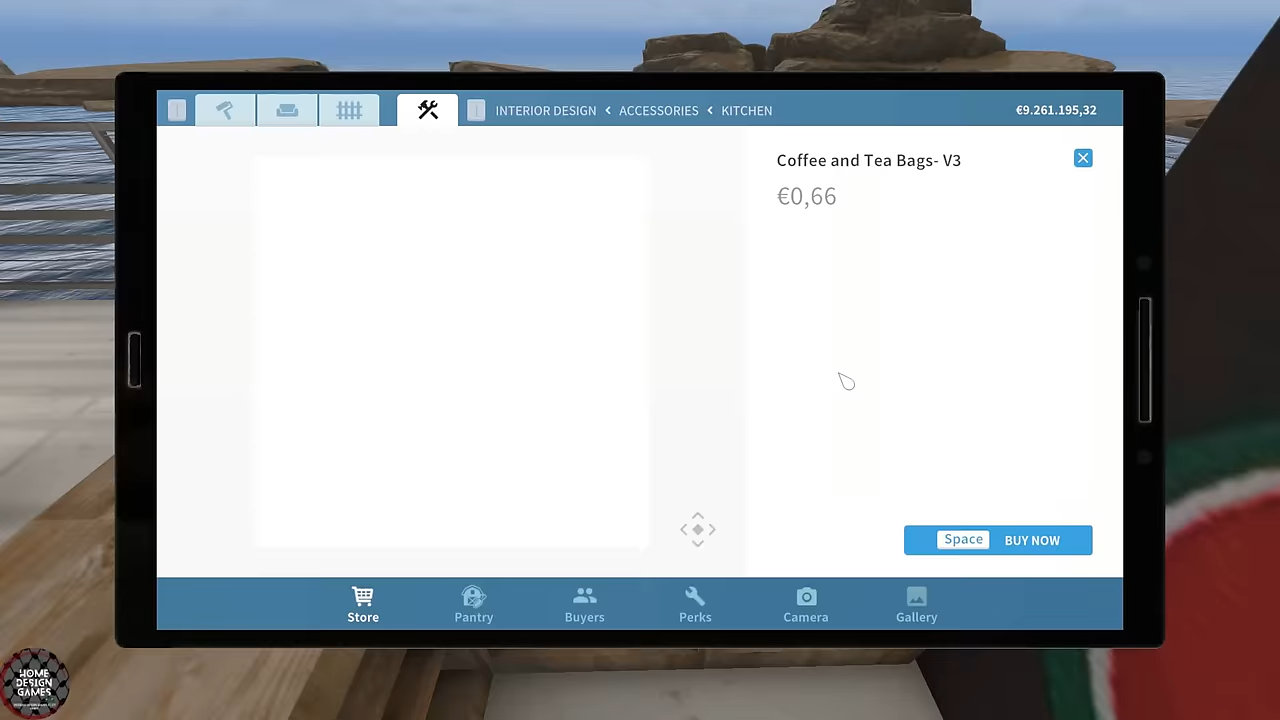 INTERIOR DESIGN < ACCESSORIES < KITCHEN
€9.261.195,32
Coffee and Tea Bags- V3
€0,66
Space BUY NOW
Store Pantry Buyers Perks Camera Gallery
HOME
DESIGN
GAMES